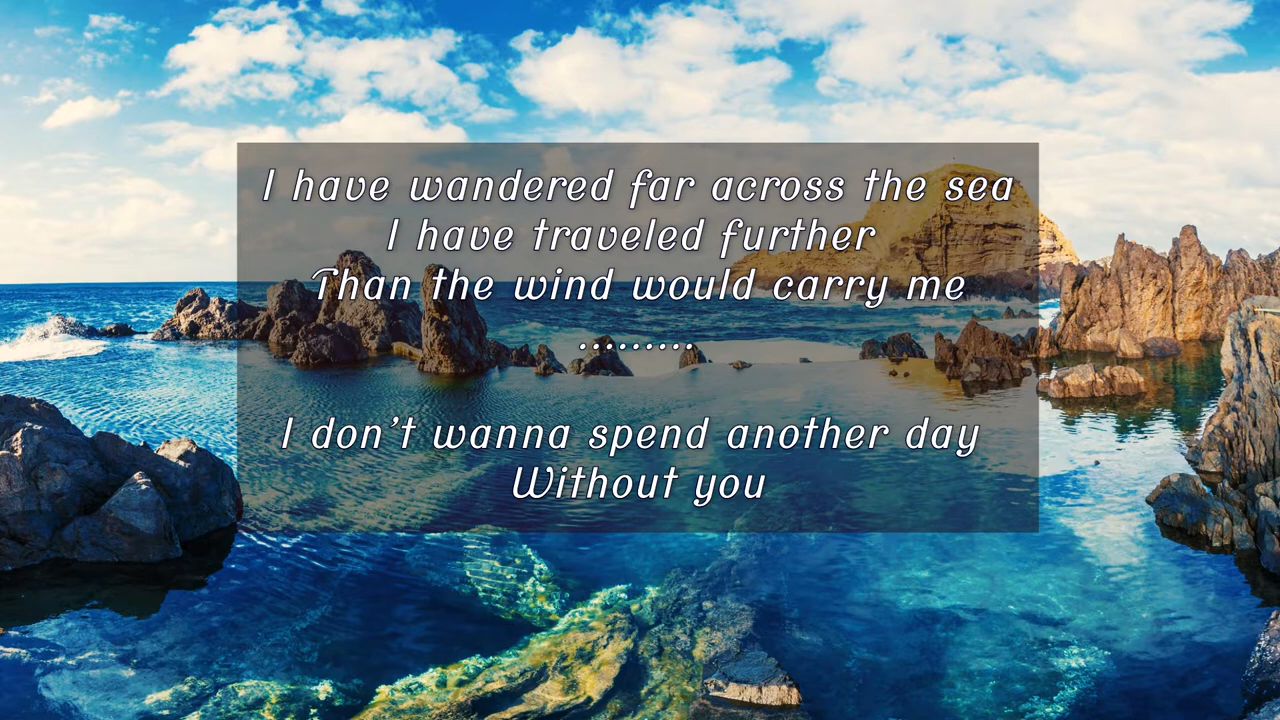 I have wandered far across the sea
I have traveled further
Than the wind would carry me
.........
I don't wanna spend another day
Without you